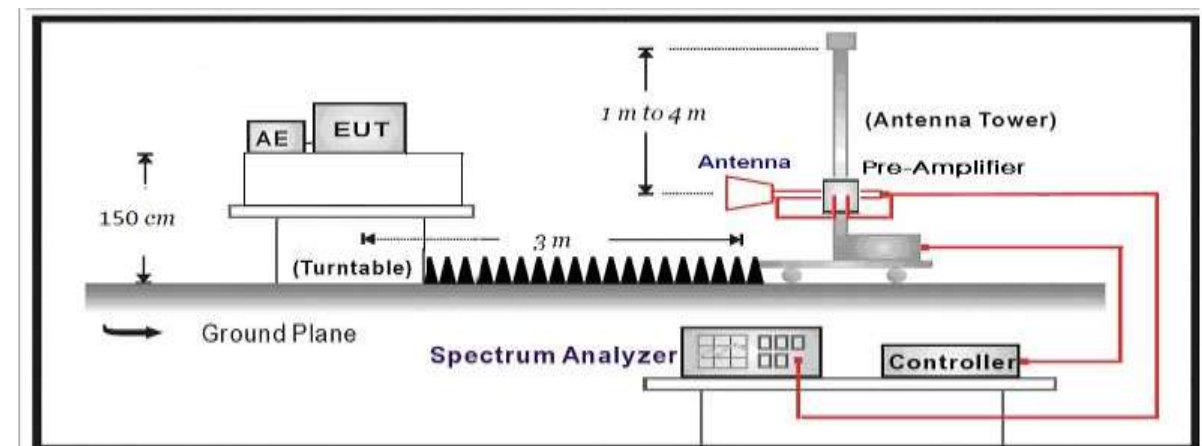 1 m to 4 m
(Antenna Tower)
AE
EUT
Antenna
Pre-Amplifier
150 cm
3 m
(Turntable)
Ground Plane
Spectrum Analyzer
Controller